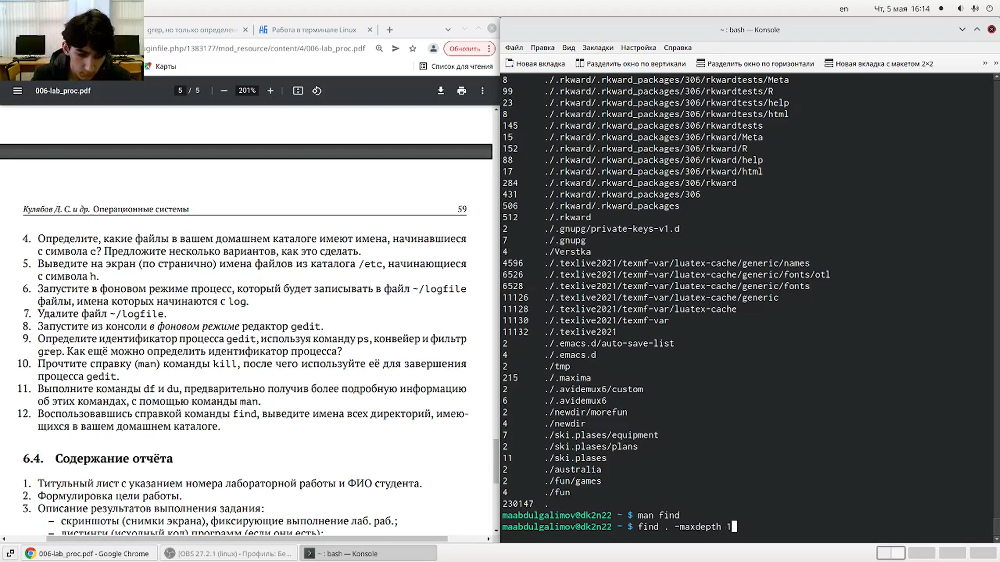 en
Чт, 5 мая 16:14
grep, но только определен
Работа в терминале Linux
~ : bash — Konsole
uginfile.php/1383177/mod_resource/content/4/006-lab_proc.pdf
Обновить
Карты
Список для чтения
Файл Правка Вид Закладки Настройка Справка
Новая вкладка Разделить окно по вертикали Разделить окно по горизонтали Новая вкладка с макетом 2×2
006-lab_proc.pdf
5 / 5
201%
Кулябов Д. С. и др. Операционные системы 59
4. Определите, какие файлы в вашем домашнем каталоге имеют имена, начинавшиеся
с символа c? Предложите несколько вариантов, как это сделать.
5. Выведите на экран (по странично) имена файлов из каталога /etc, начинающиеся
с символа h.
6. Запустите в фоновом режиме процесс, который будет записывать в файл ~/logfile
файлы, имена которых начинаются с log.
7. Удалите файл ~/logfile.
8. Запустите из консоли в фоновом режиме редактор gedit.
9. Определите идентификатор процесса gedit, используя команду ps, конвейер и фильтр
grep. Как ещё можно определить идентификатор процесса?
10. Прочтите справку (man) команды kill, после чего используйте её для завершения
процесса gedit.
11. Выполните команды df и du, предварительно получив более подробную информацию
об этих командах, с помощью команды man.
12. Воспользовавшись справкой команды find, выведите имена всех директорий, имею-
щихся в вашем домашнем каталоге.
6.4. Содержание отчёта
1. Титульный лист с указанием номера лабораторной работы и ФИО студента.
2. Формулировка цели работы.
3. Описание результатов выполнения задания:
– скриншоты (снимки экрана), фиксирующие выполнение лаб. раб.;
– листинги (исходный код) программ (если они есть);
8 ./.rkward/.rkward_packages/306/rkwardtests/Meta
99 ./.rkward/.rkward_packages/306/rkwardtests/R
23 ./.rkward/.rkward_packages/306/rkwardtests/help
8 ./.rkward/.rkward_packages/306/rkwardtests/html
145 ./.rkward/.rkward_packages/306/rkwardtests
15 ./.rkward/.rkward_packages/306/rkward/Meta
152 ./.rkward/.rkward_packages/306/rkward/R
88 ./.rkward/.rkward_packages/306/rkward/help
17 ./.rkward/.rkward_packages/306/rkward/html
284 ./.rkward/.rkward_packages/306/rkward
431 ./.rkward/.rkward_packages/306
506 ./.rkward/.rkward_packages
512 ./.rkward
2 ./.gnupg/private-keys-v1.d
7 ./.gnupg
4 ./Verstka
4596 ./.texlive2021/texmf-var/luatex-cache/generic/names
6526 ./.texlive2021/texmf-var/luatex-cache/generic/fonts/otl
6528 ./.texlive2021/texmf-var/luatex-cache/generic/fonts
11126 ./.texlive2021/texmf-var/luatex-cache/generic
11128 ./.texlive2021/texmf-var/luatex-cache
11130 ./.texlive2021/texmf-var
11132 ./.texlive2021
2 ./.emacs.d/auto-save-list
4 ./.emacs.d
2 ./tmp
215 ./.maxima
2 ./.avidemux6/custom
6 ./.avidemux6
2 ./newdir/morefun
4 ./newdir
7 ./ski.plases/equipment
2 ./ski.plases/plans
11 ./ski.plases
2 ./australia
2 ./fun/games
4 ./fun
230147 .
maabdulgalimov@dk2n22 ~ $ man find
maabdulgalimov@dk2n22 ~ $ find . -maxdepth 1
006-lab_proc.pdf - Google Chrome
[OBS 27.2.1 (linux) - Профиль: Бе...
~ : bash — Konsole